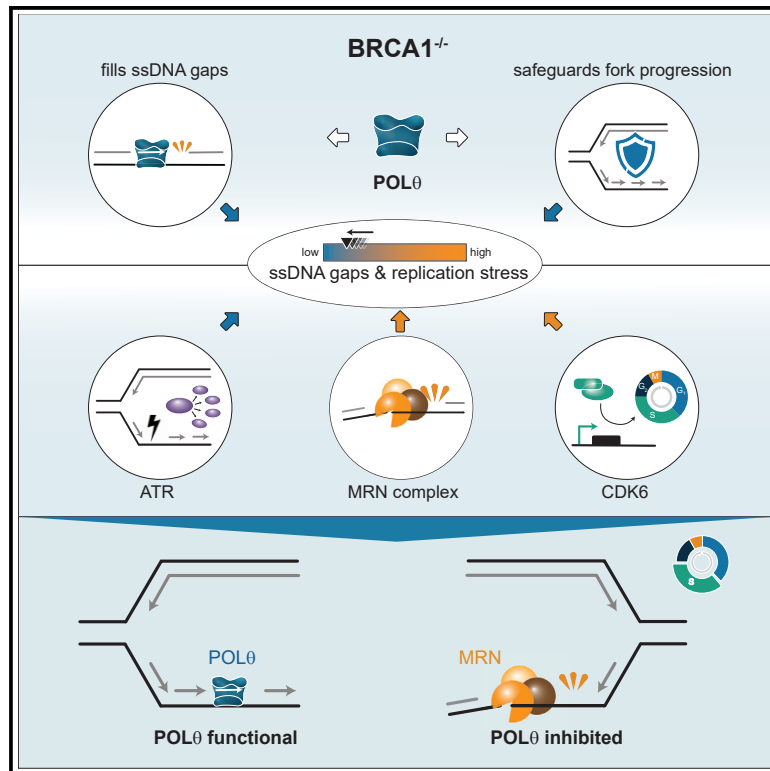 BRCA1-/-
fills ssDNA gaps
safeguards fork progression
POLθ
low
high
ssDNA gaps & replication stress
M
G2
G1
S
ATR
MRN complex
CDK6
S
POLθ
MRN
POLθ functional
POLθ inhibited